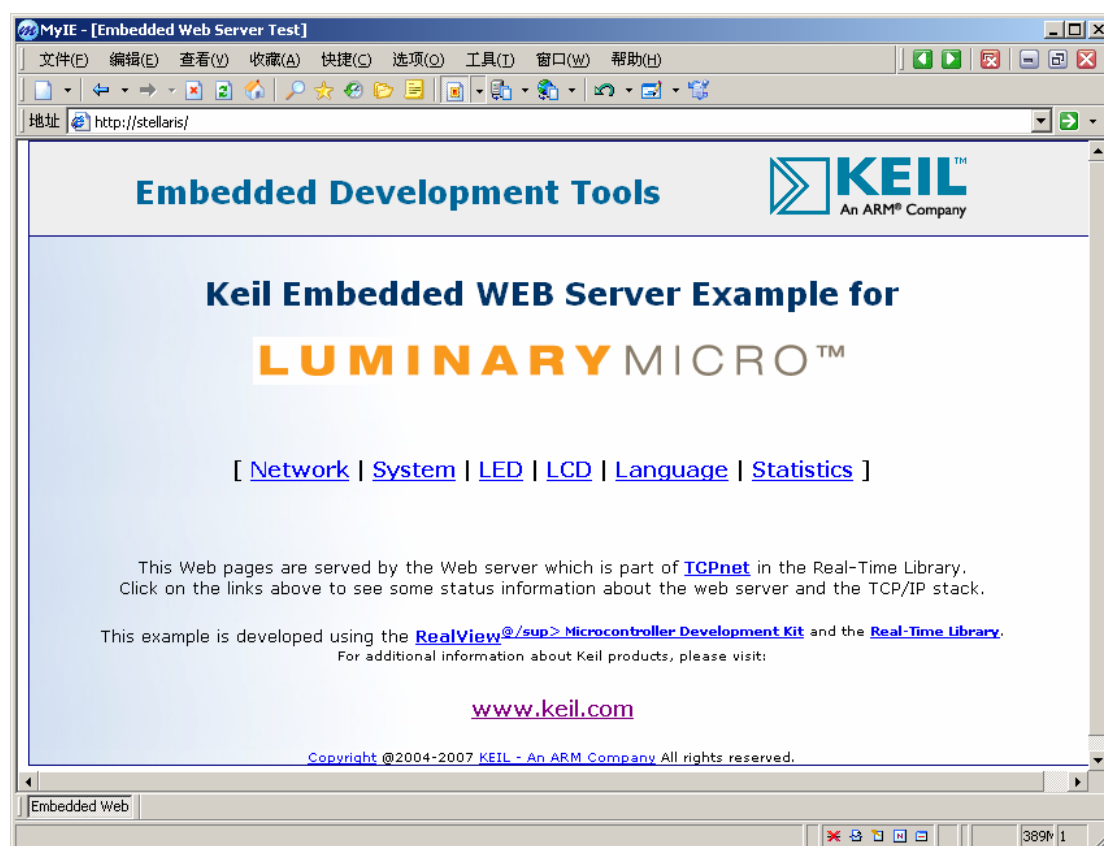 MyIE - [Embedded Web Server Test]
文件(F) 编辑(E) 查看(V) 收藏(A) 快捷(C) 选项(O) 工具(T) 窗口(W) 帮助(H)
地址 http://stellaris/
Embedded Development Tools
KEIL™
An ARM® Company
Keil Embedded WEB Server Example for
LUMINARYMICRO™
[ Network | System | LED | LCD | Language | Statistics ]
This Web pages are served by the Web server which is part of TCPnet in the Real-Time Library.
Click on the links above to see some status information about the web server and the TCP/IP stack.
This example is developed using the RealView@/sup> Microcontroller Development Kit and the Real-Time Library.
For additional information about Keil products, please visit:
www.keil.com
Copyright @2004-2007 KEIL - An ARM Company All rights reserved.
Embedded Web
389M 1